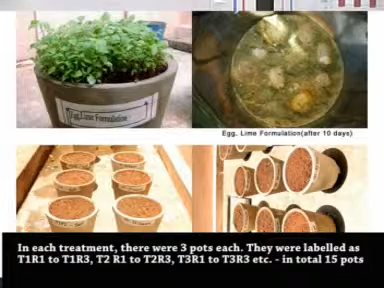 Egg,Lime Formulation
Egg, Lime Formulation(after 10 days)
In each treatment, there were 3 pots each. They were labelled as
T1R1 to T1R3, T2 R1 to T2R3, T3R1 to T3R3 etc. - in total 15 pots